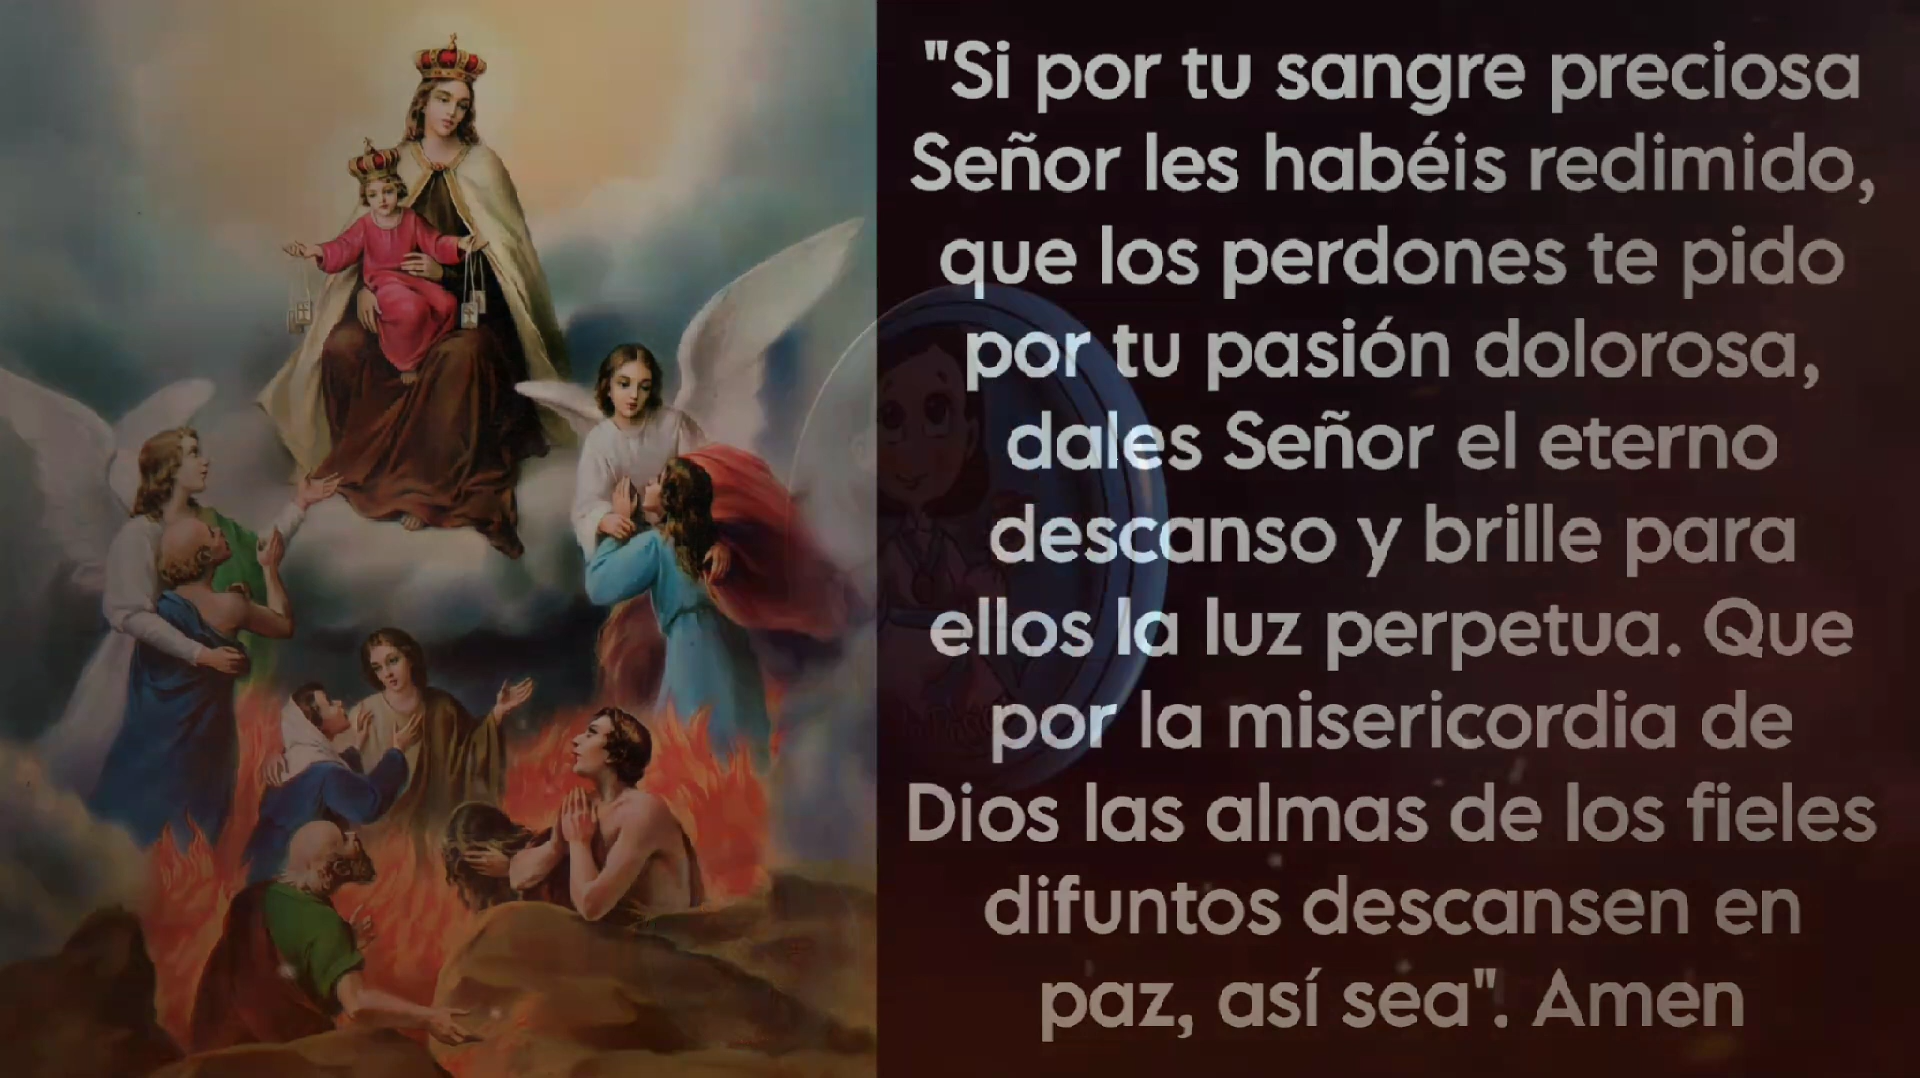 "Si por tu sangre preciosa
Señor les habéis redimido,
que los perdones te pido
por tu pasión dolorosa,
dales Señor el eterno
descanso y brille para
ellos la luz perpetua. Que
por la misericordia de
Dios las almas de los fieles
difuntos descansen en
paz, así sea". Amen